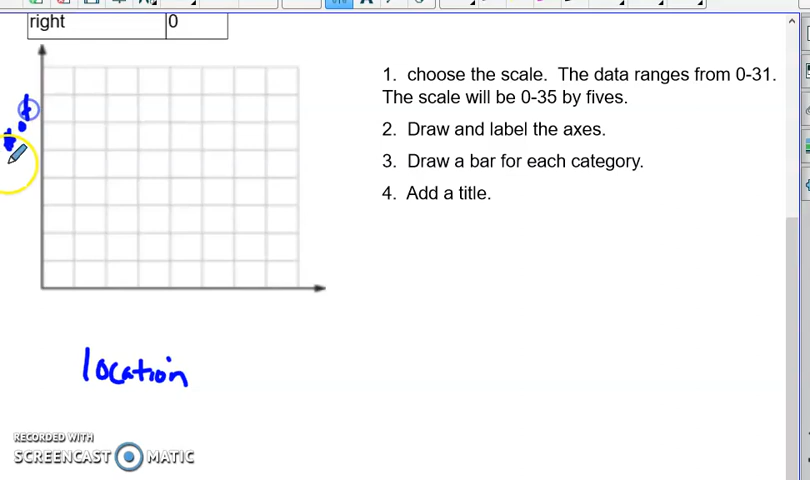 right 0
1. choose the scale. The data ranges from 0-31.
The scale will be 0-35 by fives.
2. Draw and label the axes.
3. Draw a bar for each category.
4. Add a title.
location
RECORDED WITH
SCREENCAST MATIC